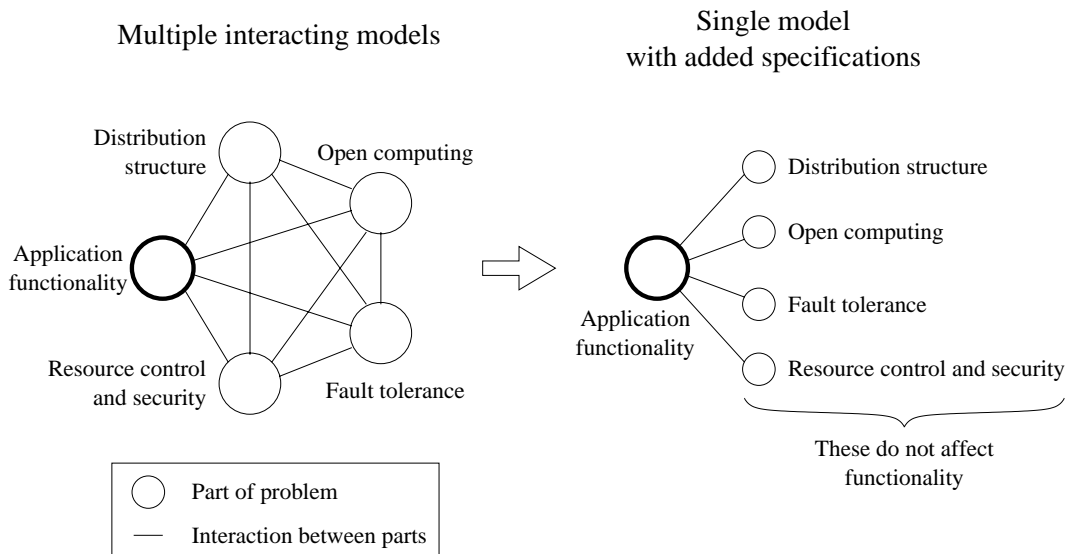 Multiple interacting models
Single model
with added specifications
Distribution
structure
Open computing
Application
functionality
Resource control
and security
Fault tolerance
Distribution structure
Open computing
Fault tolerance
Resource control and security
Application
functionality
These do not affect
functionality
Part of problem
Interaction between parts